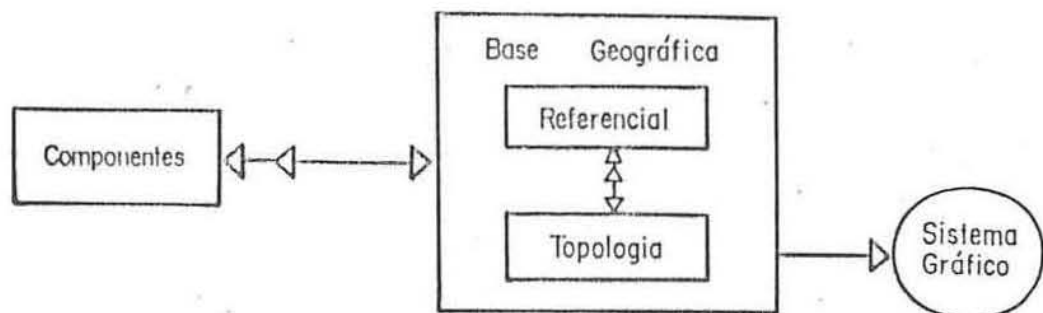 Base Geográfica
Referencial
Componentes
Topologia
Sistema
Gráfico